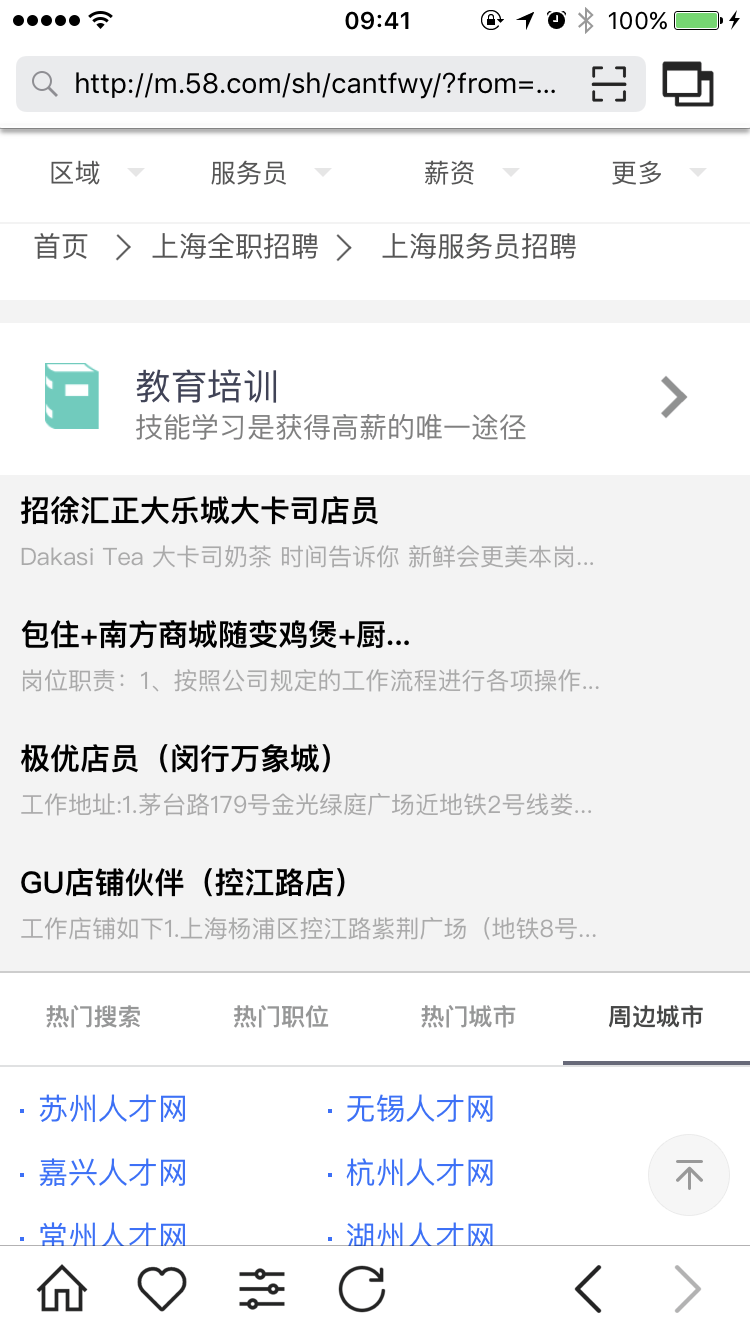 09:41
100%
http://m.58.com/sh/cantfwy/?from=...
区域 服务员 薪资 更多
首页 上海全职招聘 上海服务员招聘
教育培训
技能学习是获得高薪的唯一途径
招徐汇正大乐城大卡司店员
Dakasi Tea 大卡司奶茶 时间告诉你 新鲜会更美本岗...
包住+南方商城随变鸡煲+厨...
岗位职责：1、按照公司规定的工作流程进行各项操作...
极优店员（闵行万象城）
工作地址:1.茅台路179号金光绿庭广场近地铁2号线娄...
GU店铺伙伴（控江路店）
工作店铺如下1.上海杨浦区控江路紫荆广场（地铁8号...
热门搜索 热门职位 热门城市 周边城市
· 苏州人才网 · 无锡人才网
· 嘉兴人才网 · 杭州人才网
· 常州人才网 · 湖州人才网